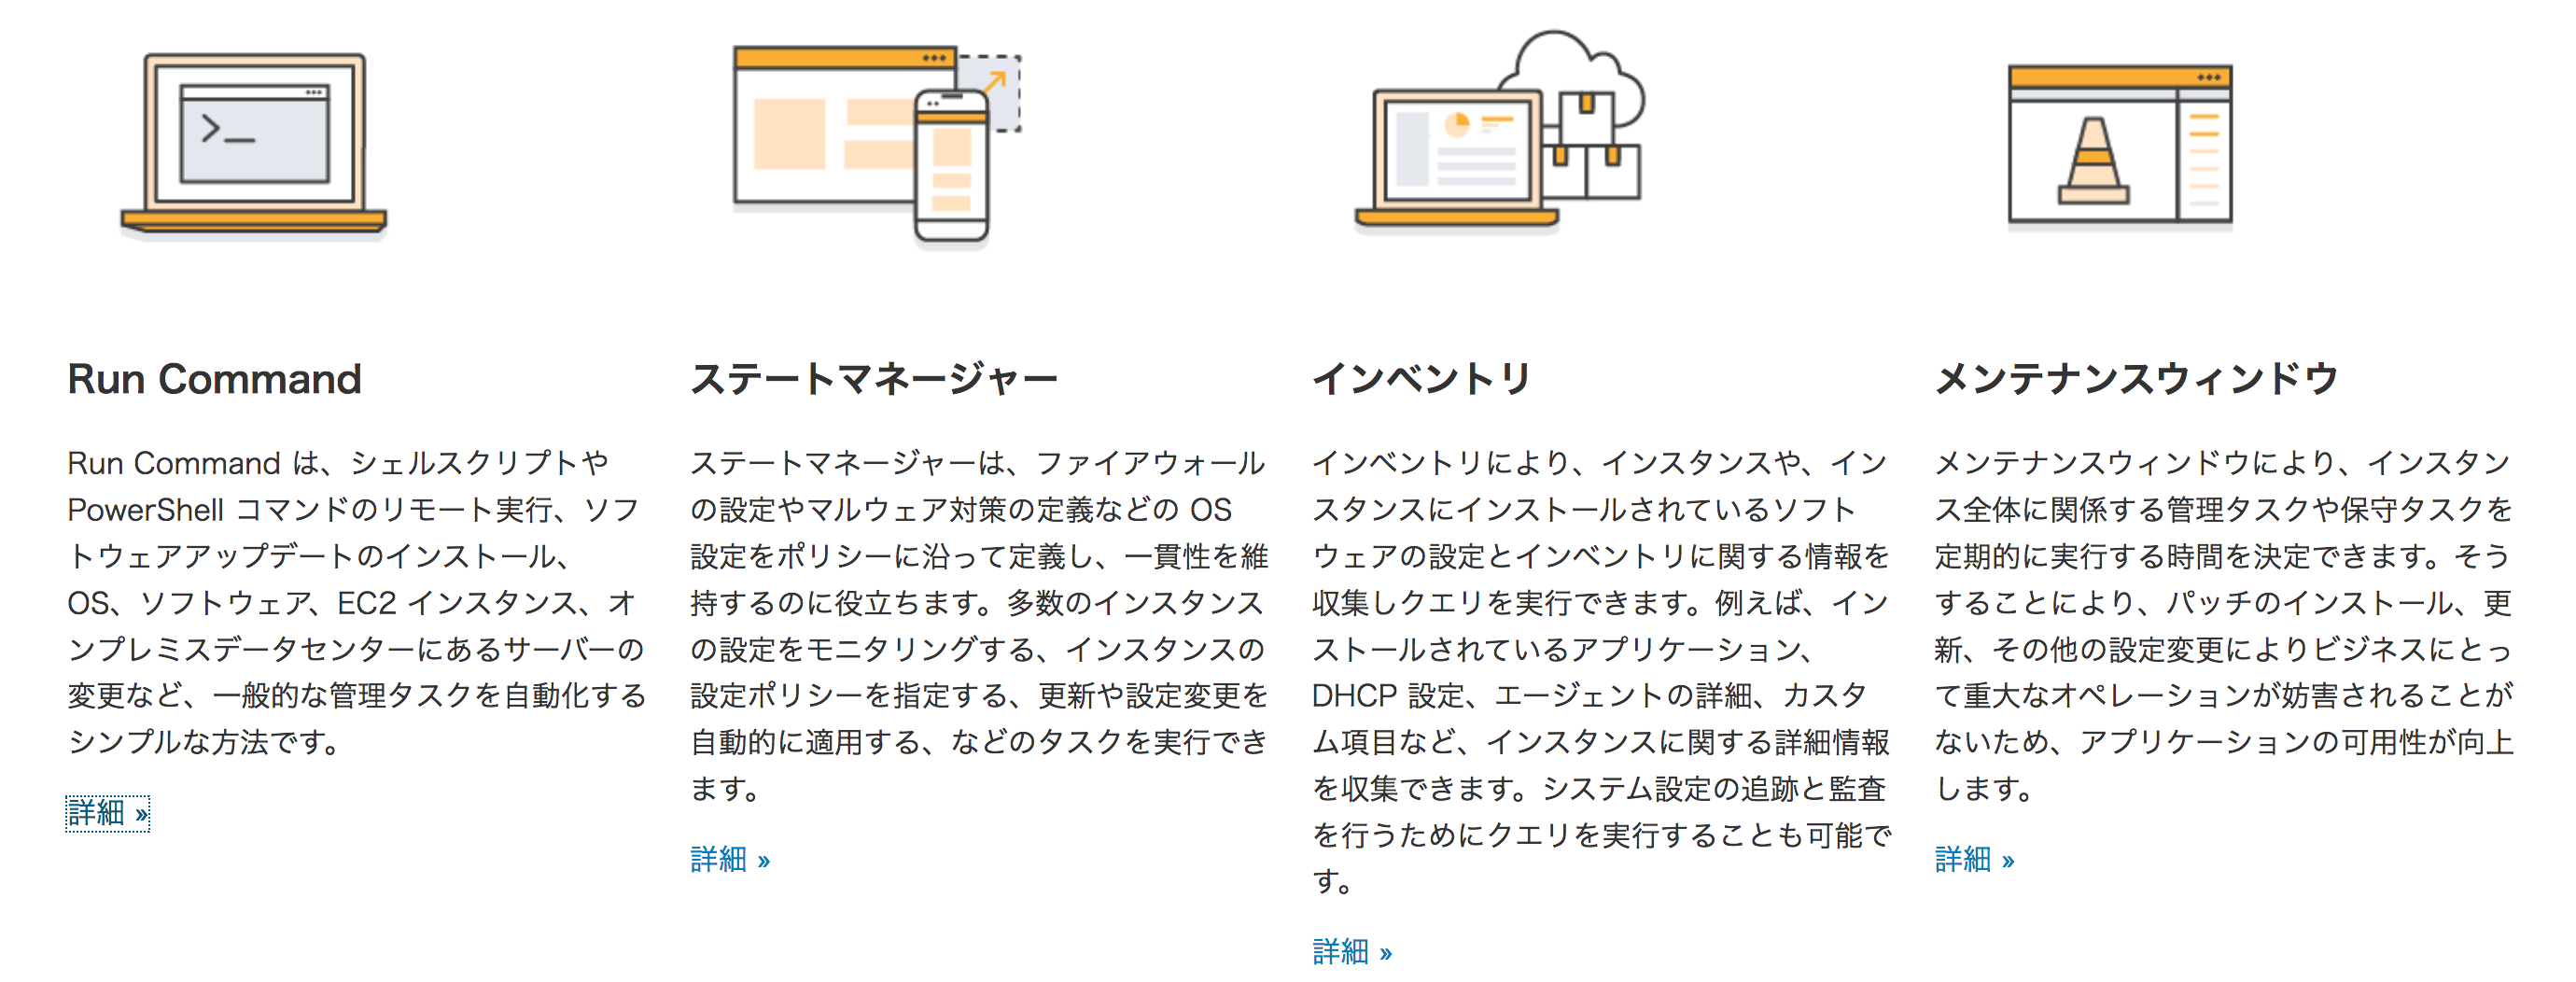 Run Command
Run Command は、シェルスクリプトや
PowerShell コマンドのリモート実行、ソフ
トウェアアップデートのインストール、
OS、ソフトウェア、EC2 インスタンス、オ
ンプレミスデータセンターにあるサーバーの
変更など、一般的な管理タスクを自動化する
シンプルな方法です。
詳細 »
ステートマネージャー
ステートマネージャーは、ファイアウォール
の設定やマルウェア対策の定義などの OS
設定をポリシーに沿って定義し、一貫性を維
持するのに役立ちます。多数のインスタンス
の設定をモニタリングする、インスタンスの
設定ポリシーを指定する、更新や設定変更を
自動的に適用する、などのタスクを実行でき
ます。
詳細 »
インベントリ
インベントリにより、インスタンスや、イン
スタンスにインストールされているソフト
ウェアの設定とインベントリに関する情報を
収集しクエリを実行できます。例えば、イン
ストールされているアプリケーション、
DHCP 設定、エージェントの詳細、カスタ
ム項目など、インスタンスに関する詳細情報
を収集できます。システム設定の追跡と監査
を行うためにクエリを実行することも可能で
す。
詳細 »
メンテナンスウィンドウ
メンテナンスウィンドウにより、インスタン
ス全体に関係する管理タスクや保守タスクを
定期的に実行する時間を決定できます。そう
することにより、パッチのインストール、更
新、その他の設定変更によりビジネスにとっ
て重大なオペレーションが妨害されることが
ないため、アプリケーションの可用性が向上
します。
詳細 »